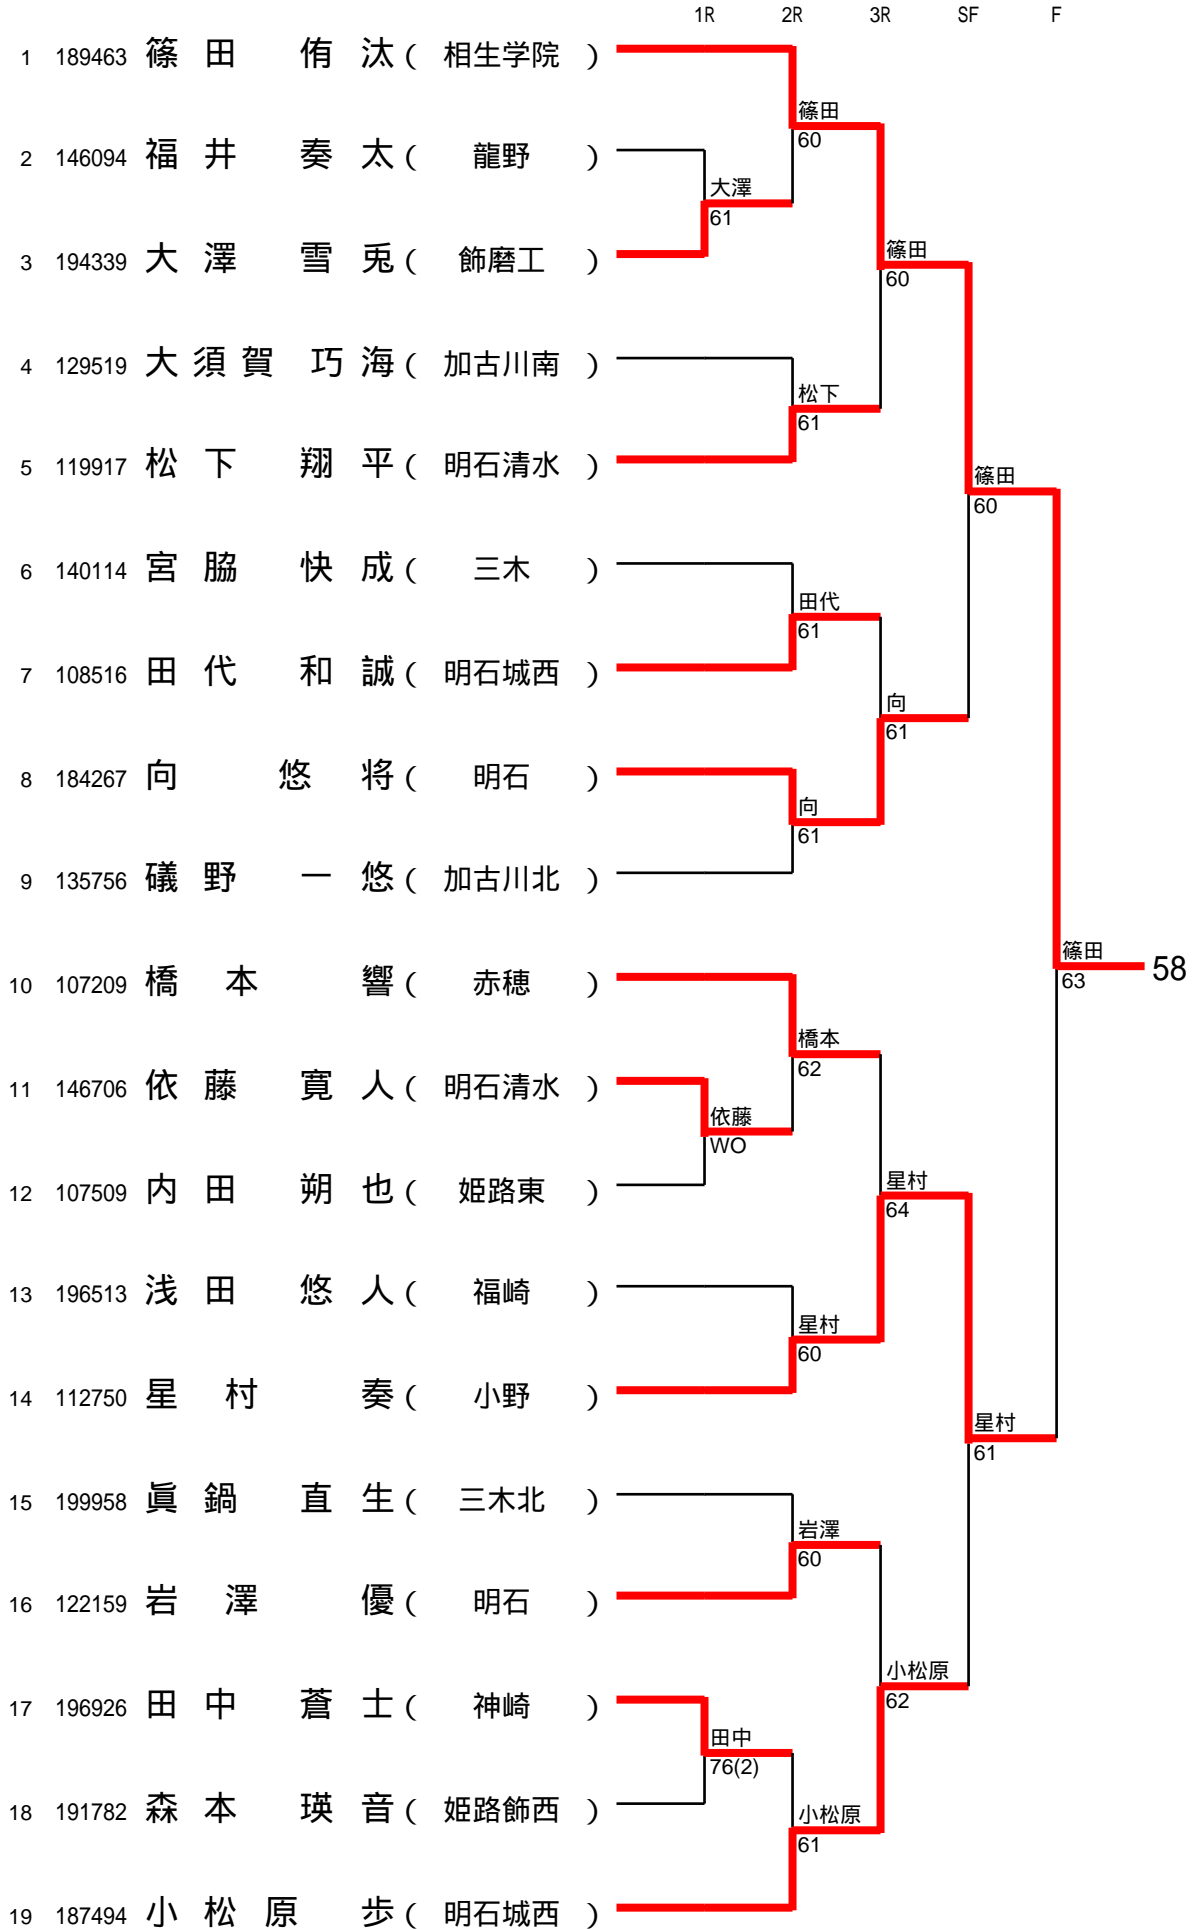 1R 2R 3R SF F
1 189463 篠田 侑汰 ( 相生学院 )
篠田
60
2 146094 福井 奏太 ( 龍野 )
大澤
61
3 194339 大澤 雪兎 ( 飾磨工 )
篠田
60
4 129519 大須賀 巧海 ( 加古川南 )
松下
61
5 119917 松下 翔平 ( 明石清水 )
篠田
60
6 140114 宮脇 快成 ( 三木 )
田代
61
7 108516 田代 和誠 ( 明石城西 )
向
61
8 184267 向 悠将 ( 明石 )
向
61
9 135756 礒野 一悠 ( 加古川北 )
篠田
63
58
10 107209 橋本 響 ( 赤穂 )
橋本
62
11 146706 依藤 寛人 ( 明石清水 )
依藤
WO
12 107509 内田 朔也 ( 姫路東 )
星村
64
13 196513 浅田 悠人 ( 福崎 )
星村
60
14 112750 星村 奏 ( 小野 )
星村
61
15 199958 眞鍋 直生 ( 三木北 )
岩澤
60
16 122159 岩澤 優 ( 明石 )
小松原
62
17 196926 田中 蒼士 ( 神崎 )
田中
76(2)
18 191782 森本 瑛音 ( 姫路飾西 )
小松原
61
19 187494 小松原 歩 ( 明石城西 )